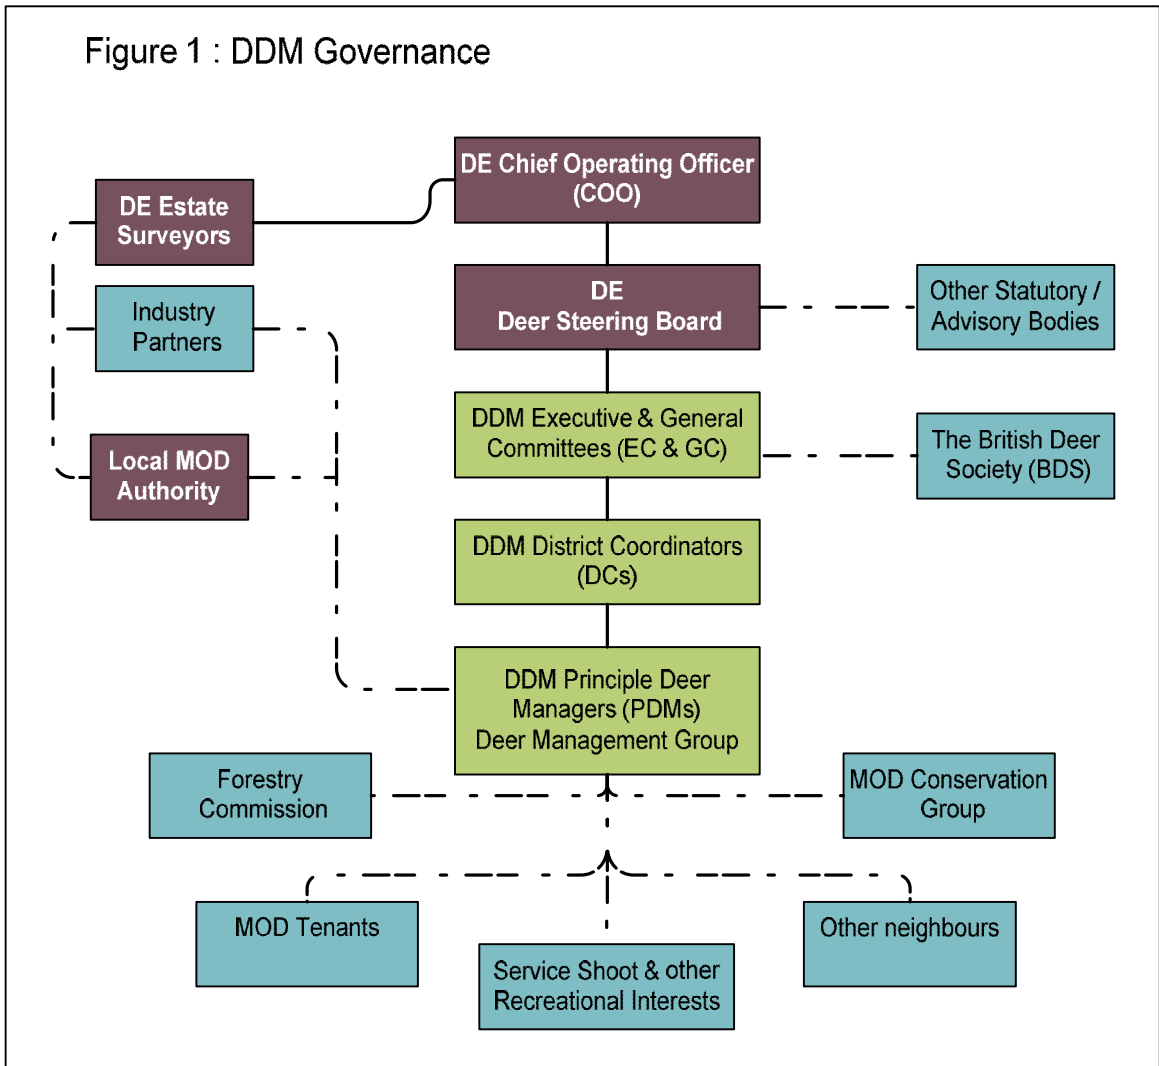 Figure 1 : DDM Governance
DE Chief Operating Officer
(COO)
DE Estate
Surveyors
DE
Deer Steering Board
Other Statutory /
Advisory Bodies
Industry
Partners
DDM Executive & General
Committees (EC & GC)
The British Deer
Society (BDS)
Local MOD
Authority
DDM District Coordinators
(DCs)
DDM Principle Deer
Managers (PDMs)
Deer Management Group
Forestry
Commission
MOD Conservation
Group
MOD Tenants
Service Shoot & other
Recreational Interests
Other neighbours